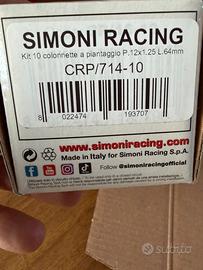 SIMONI RACING
Kit 10 colonnette a piantaggio P.12x1.25 L.64mm
CRP/714-10
8 022474 193707
www.simoniracing.com
Made in Italy for Simoni Racing S.p.A.
Follow @simoniracingofficial
subito